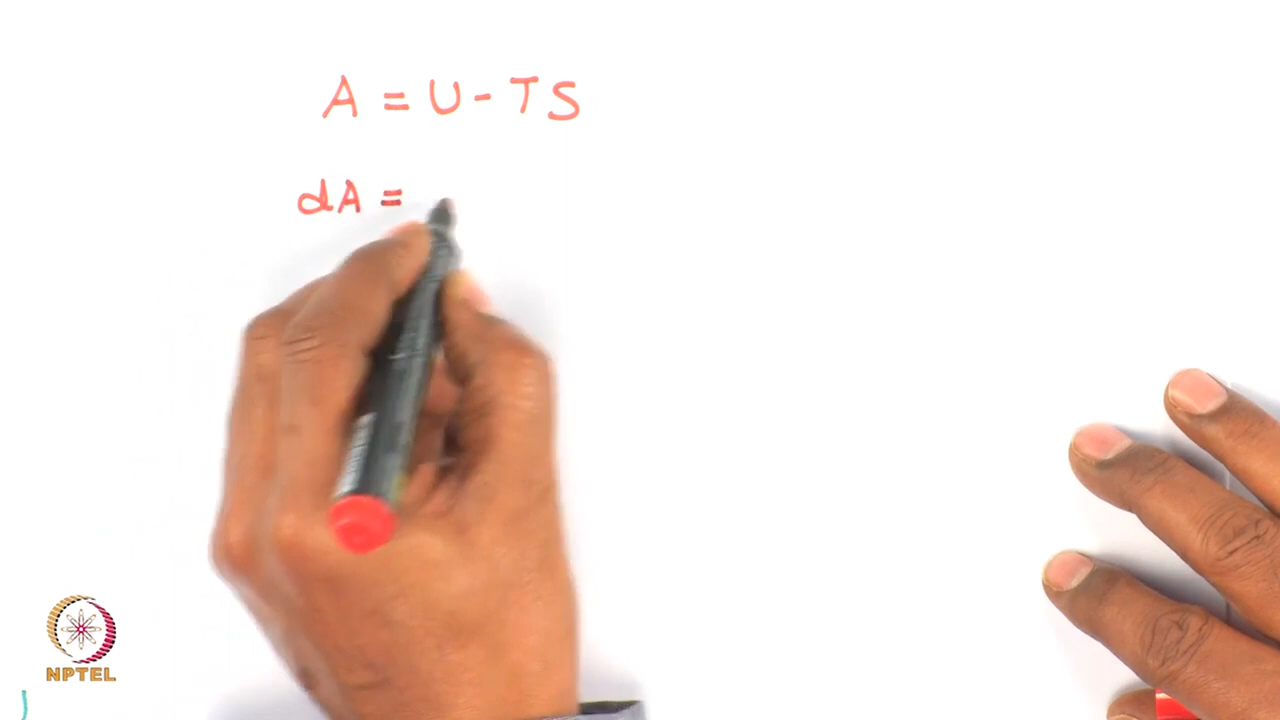 A = U - TS
dA =
NPTEL